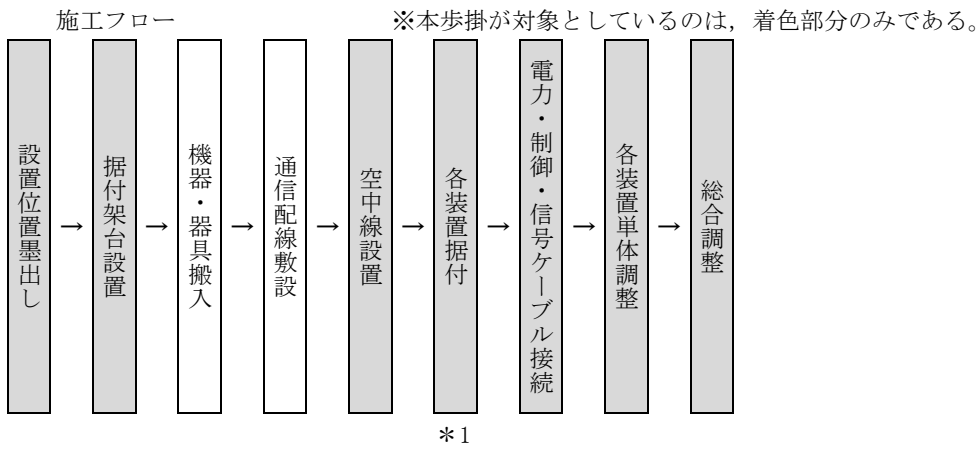 施工フロー
※本歩掛が対象としているのは，着色部分のみである。
設置位置墨出し
→
据付架台設置
→
機器・器具搬入
→
通信配線敷設
→
空中線設置
→
各装置据付
→
電力・制御・信号ケーブル接続
→
各装置単体調整
→
総合調整
＊1